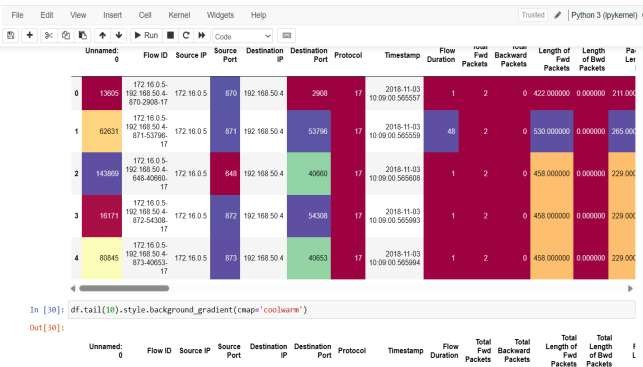 File Edit View Insert Cell Kernel Widgets Help Trusted Python 3 (ipykernel)
Run Code
Unnamed: 0 Flow ID Source IP Source Port Destination IP Destination Port Protocol Timestamp Flow Duration Total Fwd Packets Total Backward Packets Total Length of Fwd Packets Total Length of Bwd Packets
0 13605 172.16.0.5-192.168.50.4-870-2908-17 172.16.0.5 870 192.168.50.4 2908 17 2018-11-03 10:09:00.565557 1 2 0 422.000000 0.000000 211.000
1 62631 172.16.0.5-192.168.50.4-871-53796-17 172.16.0.5 871 192.168.50.4 53796 17 2018-11-03 10:09:00.565559 48 2 0 530.000000 0.000000 265.000
2 143869 172.16.0.5-192.168.50.4-648-40660-17 172.16.0.5 648 192.168.50.4 40660 17 2018-11-03 10:09:00.565608 1 2 0 458.000000 0.000000 229.000
3 16171 172.16.0.5-192.168.50.4-872-54308-17 172.16.0.5 872 192.168.50.4 54308 17 2018-11-03 10:09:00.565993 1 2 0 458.000000 0.000000 229.000
4 80845 172.16.0.5-192.168.50.4-873-40653-17 172.16.0.5 873 192.168.50.4 40653 17 2018-11-03 10:09:00.565994 1 2 0 458.000000 0.000000 229.000
In [30]: df.tail(10).style.background_gradient(cmap='coolwarm')
Out[30]:
Unnamed: 0 Flow ID Source IP Source Port Destination IP Destination Port Protocol Timestamp Flow Duration Total Fwd Packets Total Backward Packets Total Length of Fwd Packets Total Length of Bwd Packets